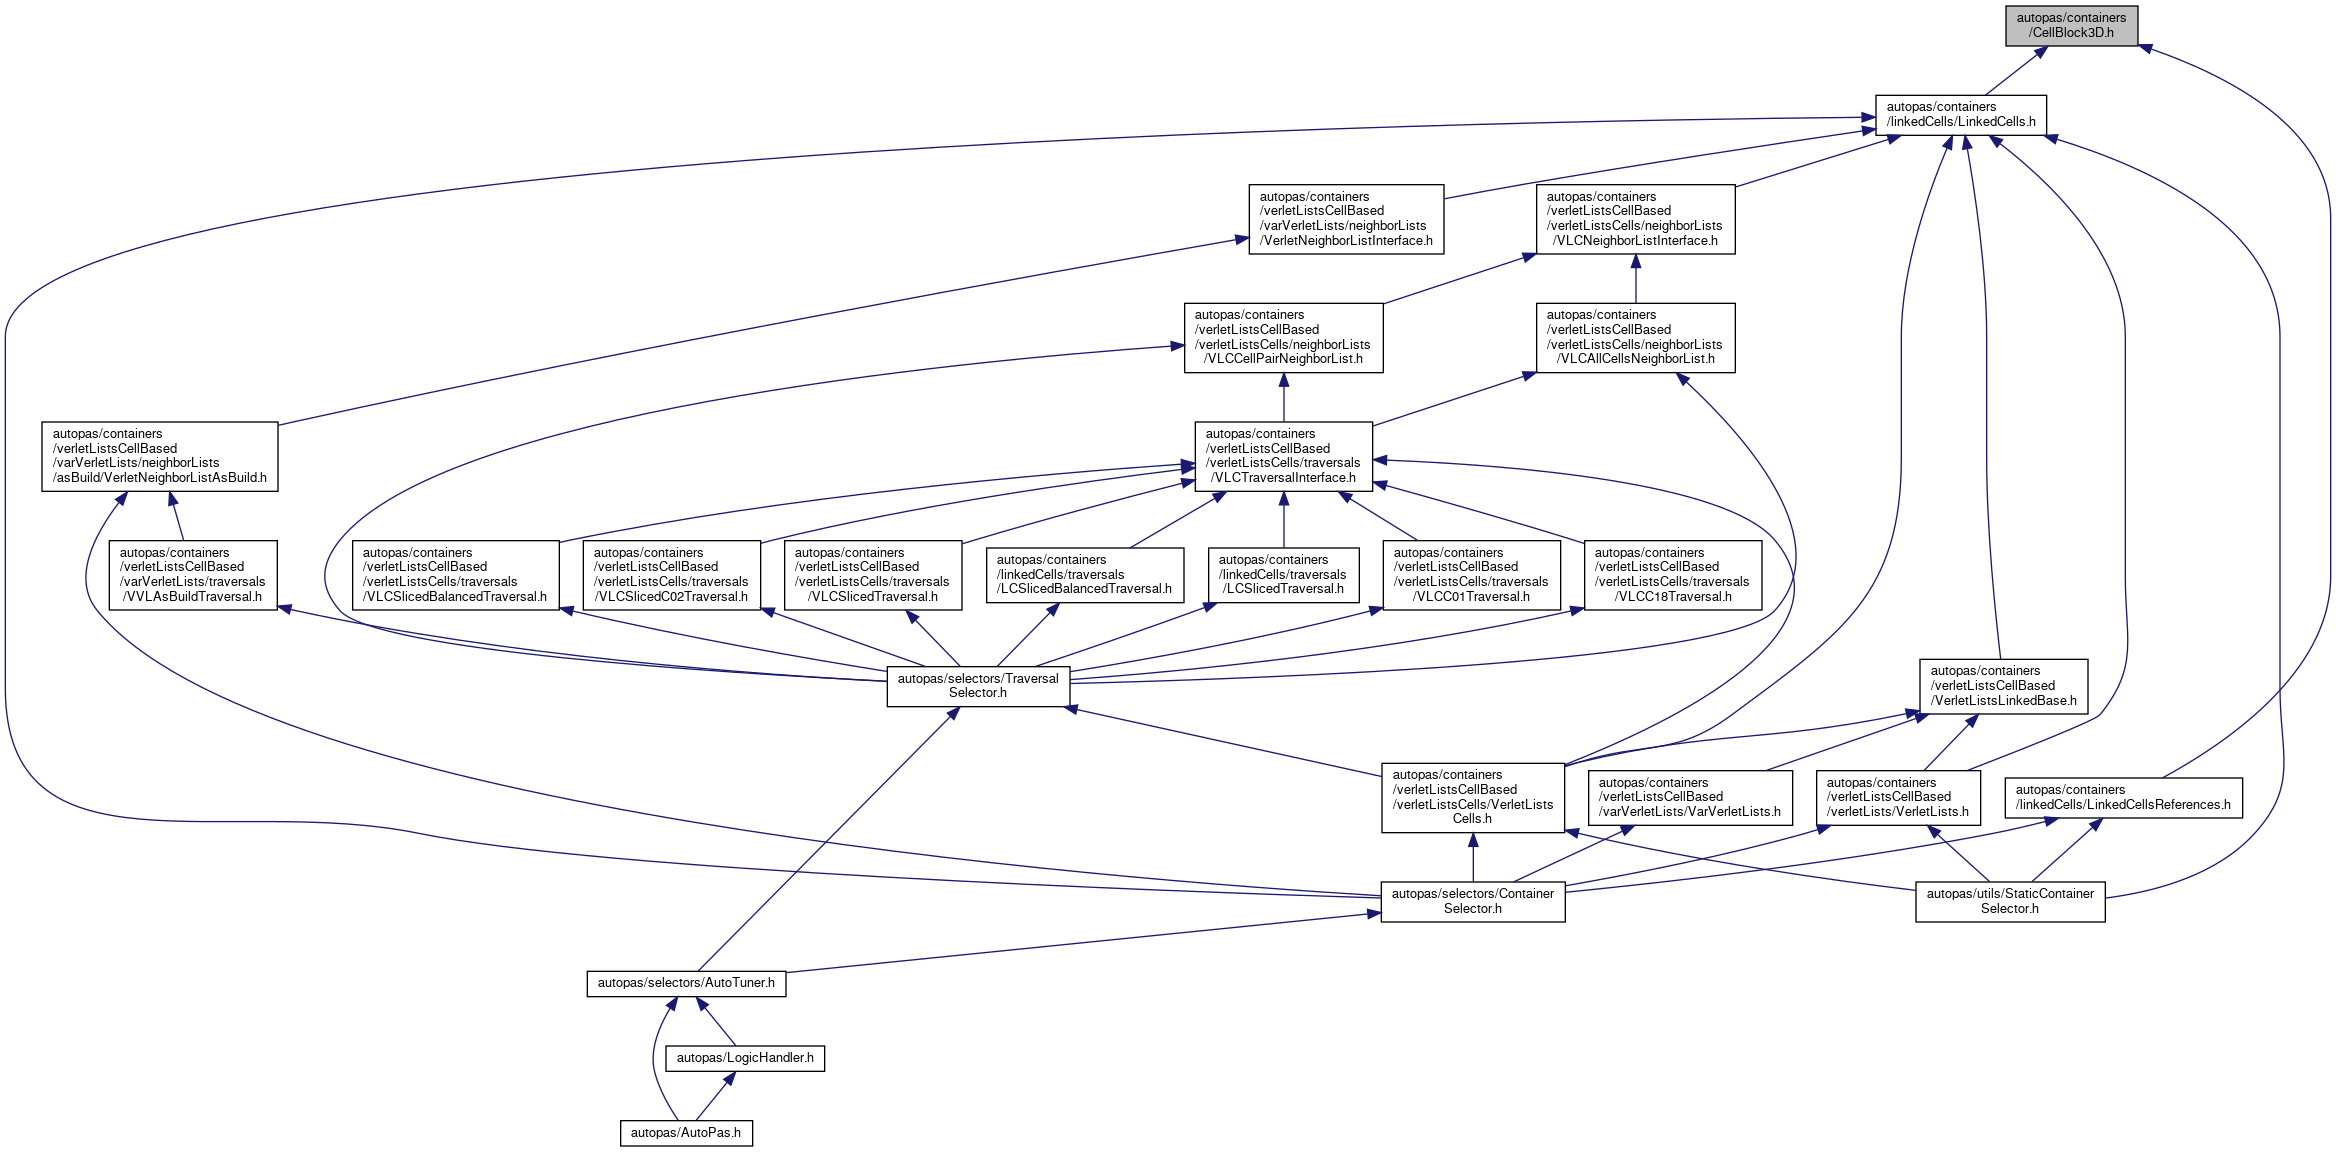 autopas/containers
/CellBlock3D.h
autopas/containers
/linkedCells/LinkedCells.h
autopas/containers
/verletListsCellBased
/varVerletLists/neighborLists
/VerletNeighborListInterface.h
autopas/containers
/verletListsCellBased
/verletListsCells/neighborLists
/VLCNeighborListInterface.h
autopas/containers
/verletListsCellBased
/verletListsCells/neighborLists
/VLCCellPairNeighborList.h
autopas/containers
/verletListsCellBased
/verletListsCells/neighborLists
/VLCAllCellsNeighborList.h
autopas/containers
/verletListsCellBased
/varVerletLists/neighborLists
/asBuild/VerletNeighborListAsBuild.h
autopas/containers
/verletListsCellBased
/verletListsCells/traversals
/VLCTraversalInterface.h
autopas/containers
/verletListsCellBased
/varVerletLists/traversals
/VVLAsBuildTraversal.h
autopas/containers
/verletListsCellBased
/verletListsCells/traversals
/VLCSlicedBalancedTraversal.h
autopas/containers
/verletListsCellBased
/verletListsCells/traversals
/VLCSlicedC02Traversal.h
autopas/containers
/verletListsCellBased
/verletListsCells/traversals
/VLCSlicedTraversal.h
autopas/containers
/linkedCells/traversals
/LCSlicedBalancedTraversal.h
autopas/containers
/linkedCells/traversals
/LCSlicedTraversal.h
autopas/containers
/verletListsCellBased
/verletListsCells/traversals
/VLCC01Traversal.h
autopas/containers
/verletListsCellBased
/verletListsCells/traversals
/VLCC18Traversal.h
autopas/selectors/Traversal
Selector.h
autopas/containers
/verletListsCellBased
/VerletListsLinkedBase.h
autopas/containers
/verletListsCellBased
/verletListsCells/VerletLists
Cells.h
autopas/containers
/verletListsCellBased
/varVerletLists/VarVerletLists.h
autopas/containers
/verletListsCellBased
/verletLists/VerletLists.h
autopas/containers
/linkedCells/LinkedCellsReferences.h
autopas/selectors/Container
Selector.h
autopas/utils/StaticContainer
Selector.h
autopas/selectors/AutoTuner.h
autopas/LogicHandler.h
autopas/AutoPas.h